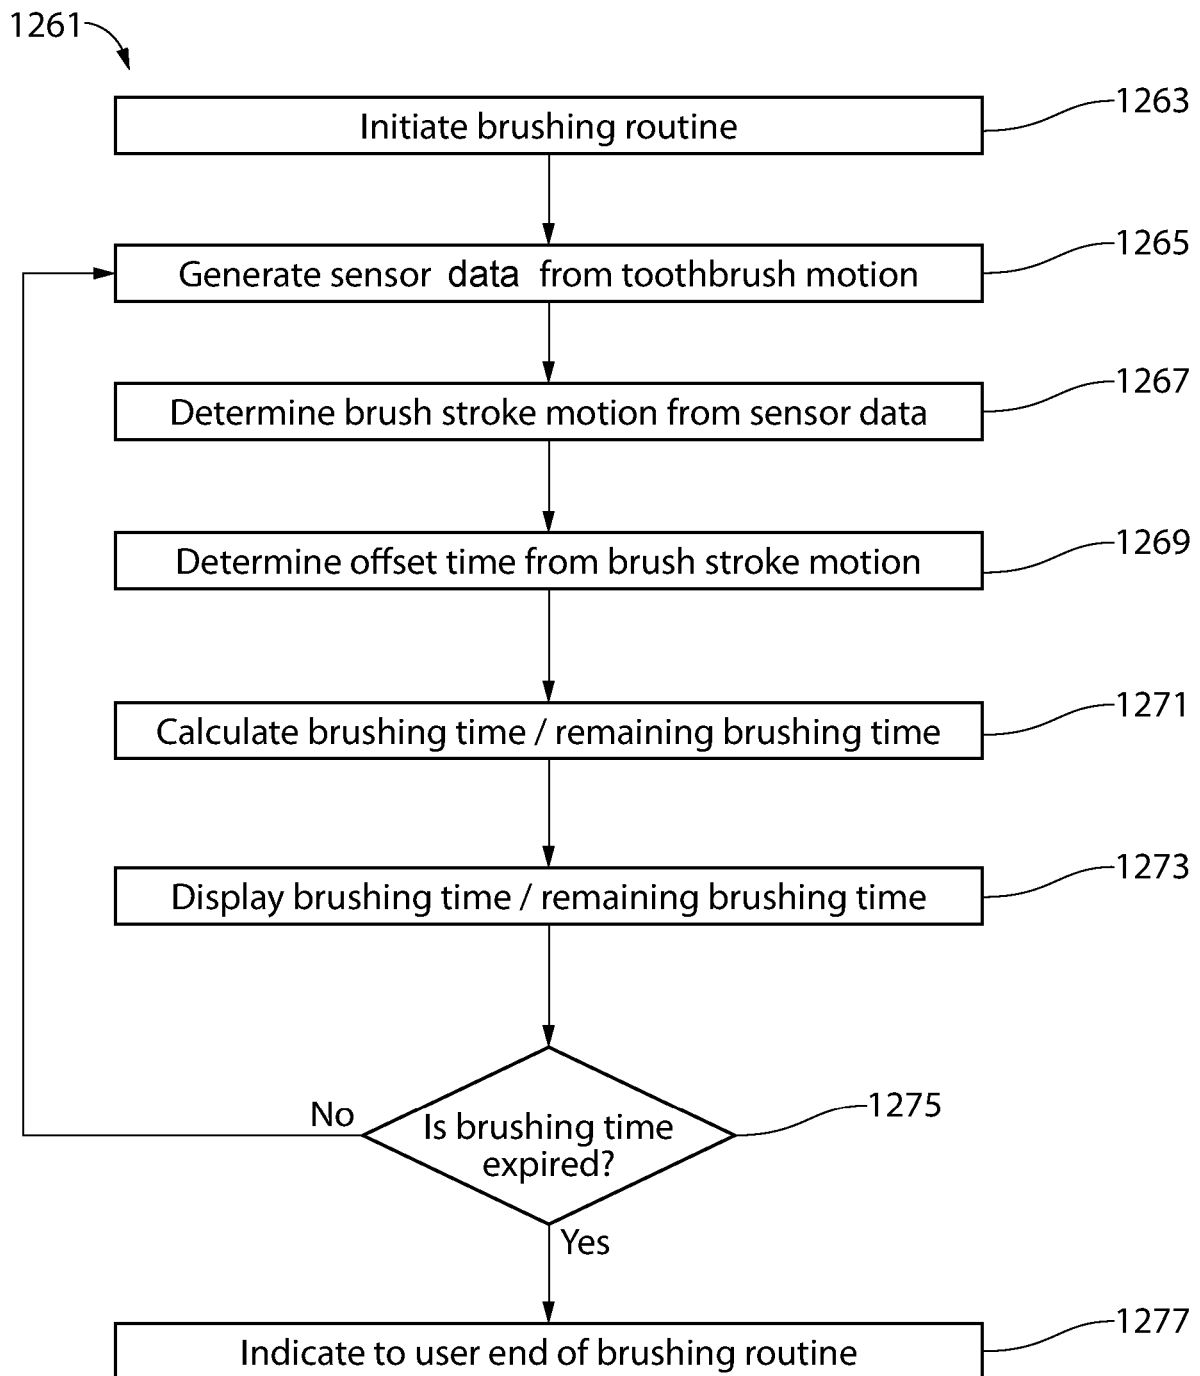 1261
1263
Initiate brushing routine
1265
Generate sensor data from toothbrush motion
1267
Determine brush stroke motion from sensor data
1269
Determine offset time from brush stroke motion
1271
Calculate brushing time / remaining brushing time
1273
Display brushing time / remaining brushing time
1275
No
Is brushing time
expired?
Yes
1277
Indicate to user end of brushing routine